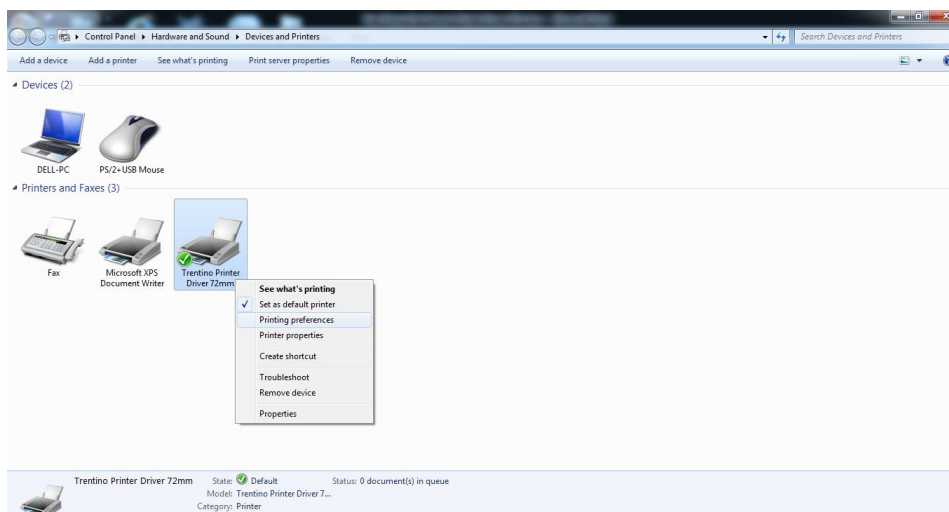 Control Panel ▸ Hardware and Sound ▸ Devices and Printers
Search Devices and Printers
Add a device Add a printer See what's printing Print server properties Remove device
Devices (2)
DELL-PC PS/2+USB Mouse
Printers and Faxes (3)
Fax Microsoft XPS Document Writer Trentino Printer Driver 72mm
See what's printing
Set as default printer
Printing preferences
Printer properties
Create shortcut
Troubleshoot
Remove device
Properties
Trentino Printer Driver 72mm State: Default Status: 0 document(s) in queue
Model: Trentino Printer Driver 7...
Category: Printer